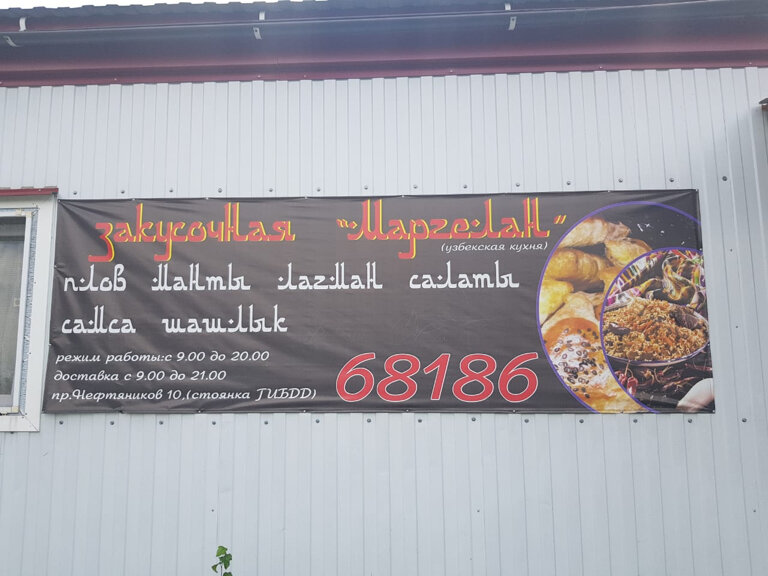 закусочная "Маргелан"
(узбекская кухня)
плов манты лагман салаты
самса шашлык
режим работы:с 9.00 до 20.00
доставка с 9.00 до 21.00
пр.Нефтяников 10,(стоянка ГИБДД)
68186